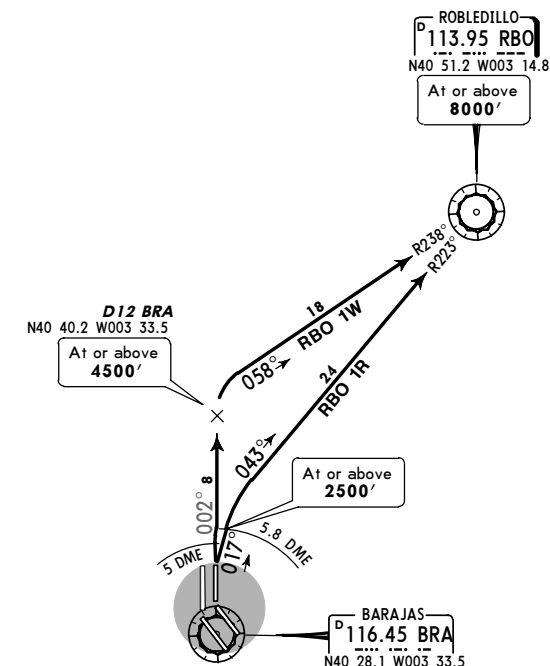 ROBLEDILLO
D 113.95 RBO
N40 51.2 W003 14.8
At or above
8000'
R238°
R223°
18
RBO 1W
058°
D12 BRA
N40 40.2 W003 33.5
At or above
4500'
24
RBO 1R
043°
8
002°
At or above
2500'
5 DME
017°
5.8 DME
BARAJAS
D 116.45 BRA
N40 28.1 W003 33.5